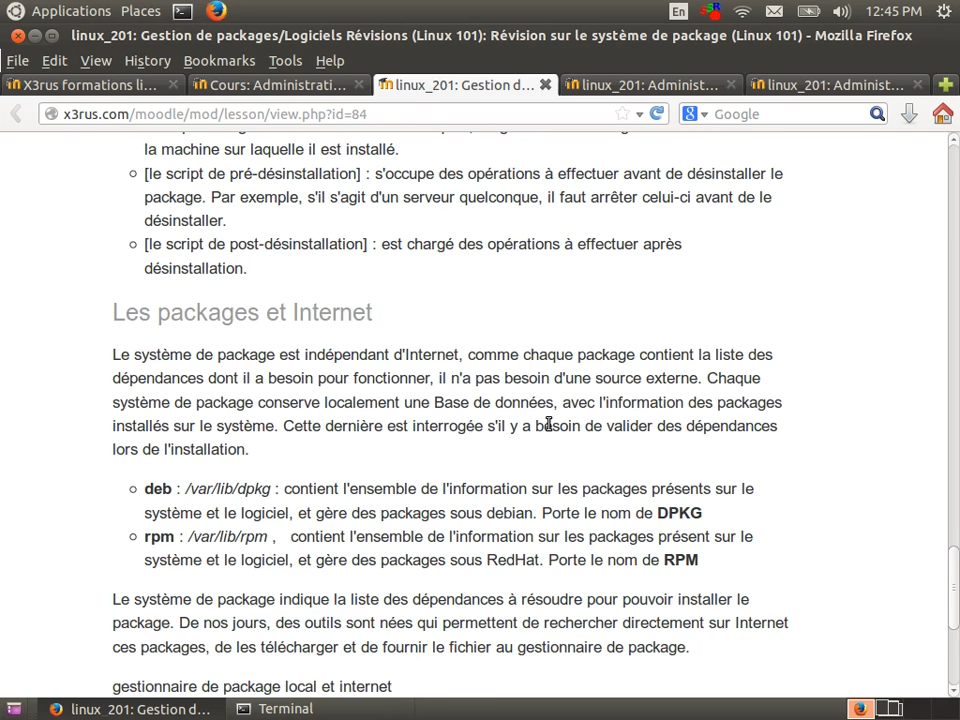 Applications Places En 12:45 PM
linux_201: Gestion de packages/Logiciels Révisions (Linux 101): Révision sur le système de package (Linux 101) - Mozilla Firefox
File Edit View History Bookmarks Tools Help
X3rus formations li... Cours: Administrati... linux_201: Gestion d... linux_201: Administ... linux_201: Administ...
x3rus.com/moodle/mod/lesson/view.php?id=84 Google
la machine sur laquelle il est installé.
[le script de pré-désinstallation] : s'occupe des opérations à effectuer avant de désinstaller le
package. Par exemple, s'il s'agit d'un serveur quelconque, il faut arrêter celui-ci avant de le
désinstaller.
[le script de post-désinstallation] : est chargé des opérations à effectuer après
désinstallation.
Les packages et Internet
Le système de package est indépendant d'Internet, comme chaque package contient la liste des
dépendances dont il a besoin pour fonctionner, il n'a pas besoin d'une source externe. Chaque
système de package conserve localement une Base de données, avec l'information des packages
installés sur le système. Cette dernière est interrogée s'il y a besoin de valider des dépendances
lors de l'installation.
deb : /var/lib/dpkg : contient l'ensemble de l'information sur les packages présents sur le
système et le logiciel, et gère des packages sous debian. Porte le nom de DPKG
rpm : /var/lib/rpm , contient l'ensemble de l'information sur les packages présent sur le
système et le logiciel, et gère des packages sous RedHat. Porte le nom de RPM
Le système de package indique la liste des dépendances à résoudre pour pouvoir installer le
package. De nos jours, des outils sont nées qui permettent de rechercher directement sur Internet
ces packages, de les télécharger et de fournir le fichier au gestionnaire de package.
gestionnaire de package local et internet
linux_201: Gestion d... Terminal